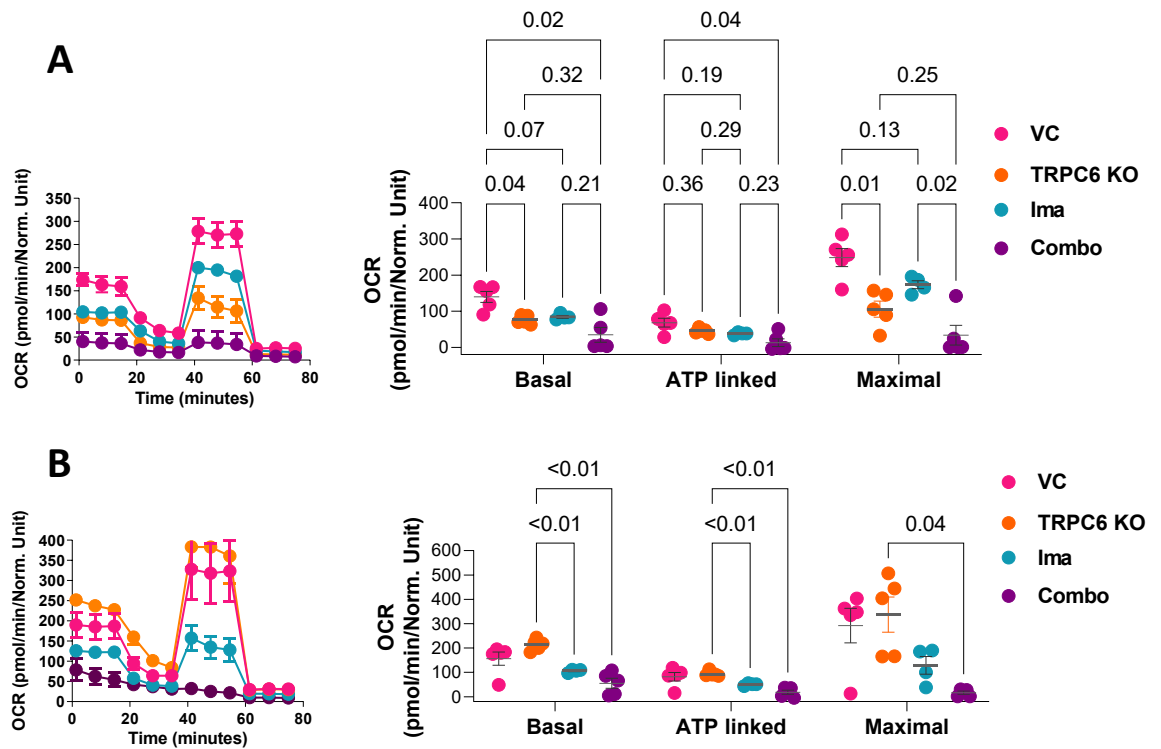 A
OCR (pmol/min/Norm. Unit)
350
300
250
200
150
100
50
0
0 20 40 60 80
Time (minutes)
0.02 0.04
0.32 0.19 0.25
0.07 0.29 0.13
0.04 0.21 0.36 0.23 0.01 0.02
OCR
(pmol/min/Norm. Unit)
400
300
200
100
0
Basal ATP linked Maximal
VC
TRPC6 KO
Ima
Combo
B
OCR (pmol/min/Norm. Unit)
400
350
300
250
200
150
100
50
0
0 20 40 60 80
Time (minutes)
<0.01 <0.01
<0.01 <0.01 0.04
OCR
(pmol/min/Norm. Unit)
600
500
400
300
200
100
0
Basal ATP linked Maximal
VC
TRPC6 KO
Ima
Combo